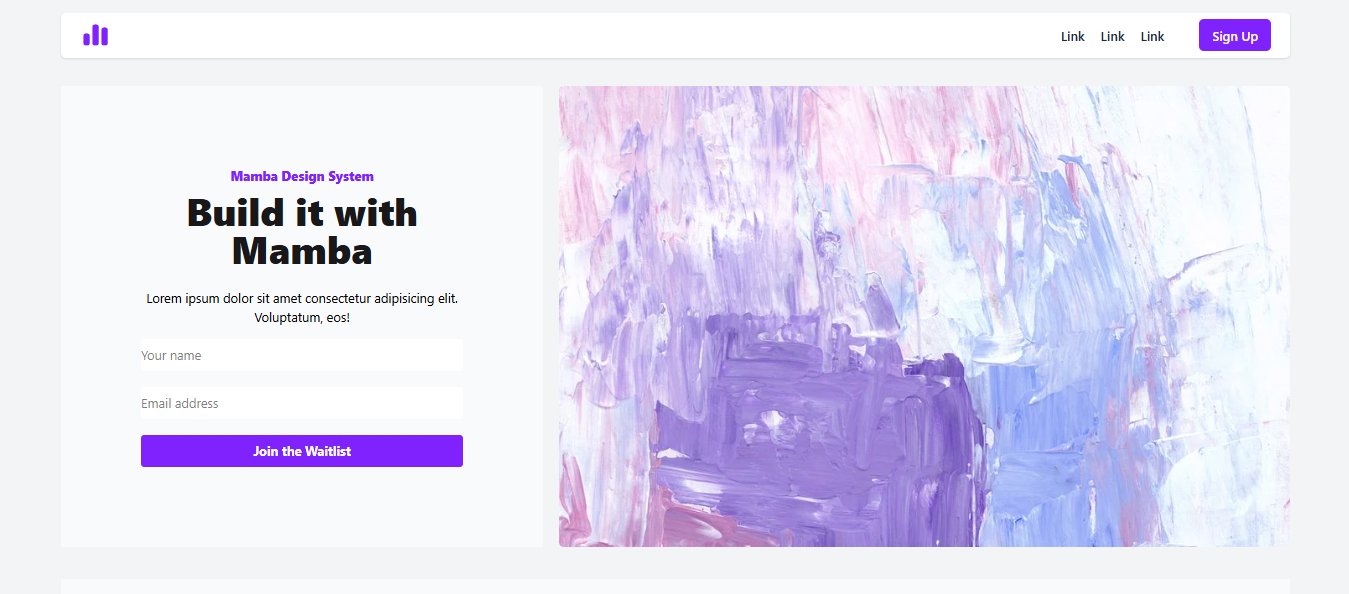 Link Link Link Sign Up
Mamba Design System
Build it with
Mamba
Lorem ipsum dolor sit amet consectetur adipisicing elit.
Voluptatum, eos!
Your name
Email address
Join the Waitlist